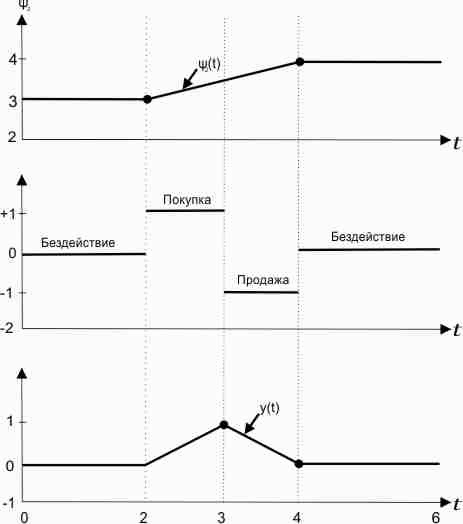 ψ₂
4
ψ₂(t)
3
2
t
Покупка
+1
Бездействие
Бездействие
0
Продажа
-1
-2
t
y(t)
1
0
-1
t
0 2 3 4 6